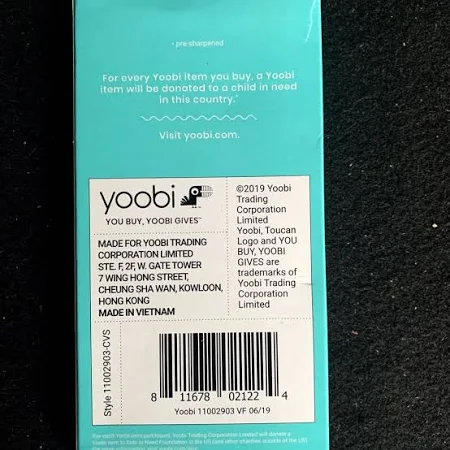 • pre-sharpened
For every Yoobi item you buy, a Yoobi
item will be donated to a child in need
in this country.*
Visit yoobi.com.
yoobi
YOU BUY, YOOBI GIVES™
MADE FOR YOOBI TRADING
CORPORATION LIMITED
STE. F, 2F, W. GATE TOWER
7 WING HONG STREET,
CHEUNG SHA WAN, KOWLOON,
HONG KONG
MADE IN VIETNAM
©2019 Yoobi
Trading
Corporation
Limited
Yoobi, Toucan
Logo and YOU
BUY, YOOBI
GIVES are
trademarks of
Yoobi Trading
Corporation
Limited
Style 11002903-CVS
8 11678 02122 4
Yoobi 11002903 VF 06/19